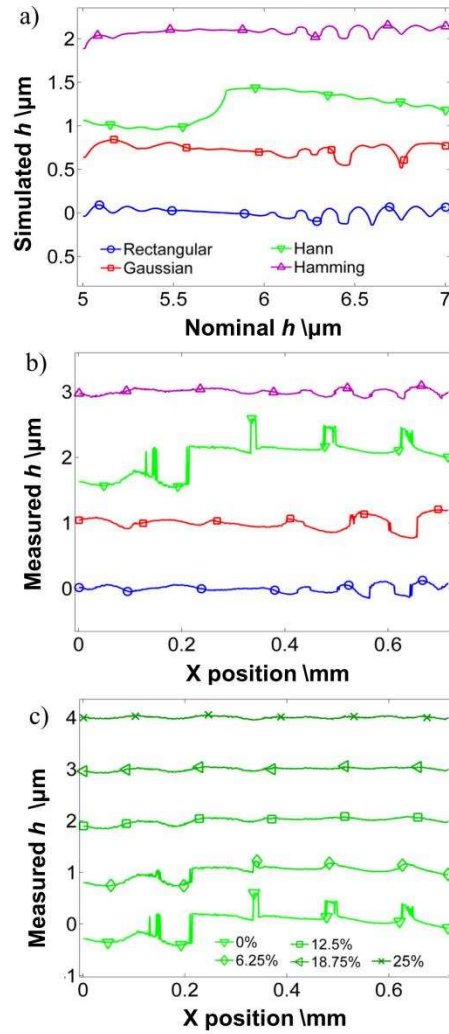 a)
2
1.5
1
0.5
0
0.5
Simulated h \µm
Rectangular
Hann
Gaussian
Hamming
5
5.5
6
6.5
7
Nominal h \µm
b)
3
2
1
0
Measured h \µm
0
0.2
0.4
0.6
X position \mm
c)
4
3
2
1
0
1
Measured h \µm
0%
12.5%
6.25%
18.75%
25%
0
0.2
0.4
0.6
X position \mm